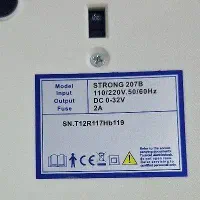 Model STRONG 207B
Input 110/220V,50/60Hz
Output DC 0-32V
Fuse 2A
SN.T12R117Hb119